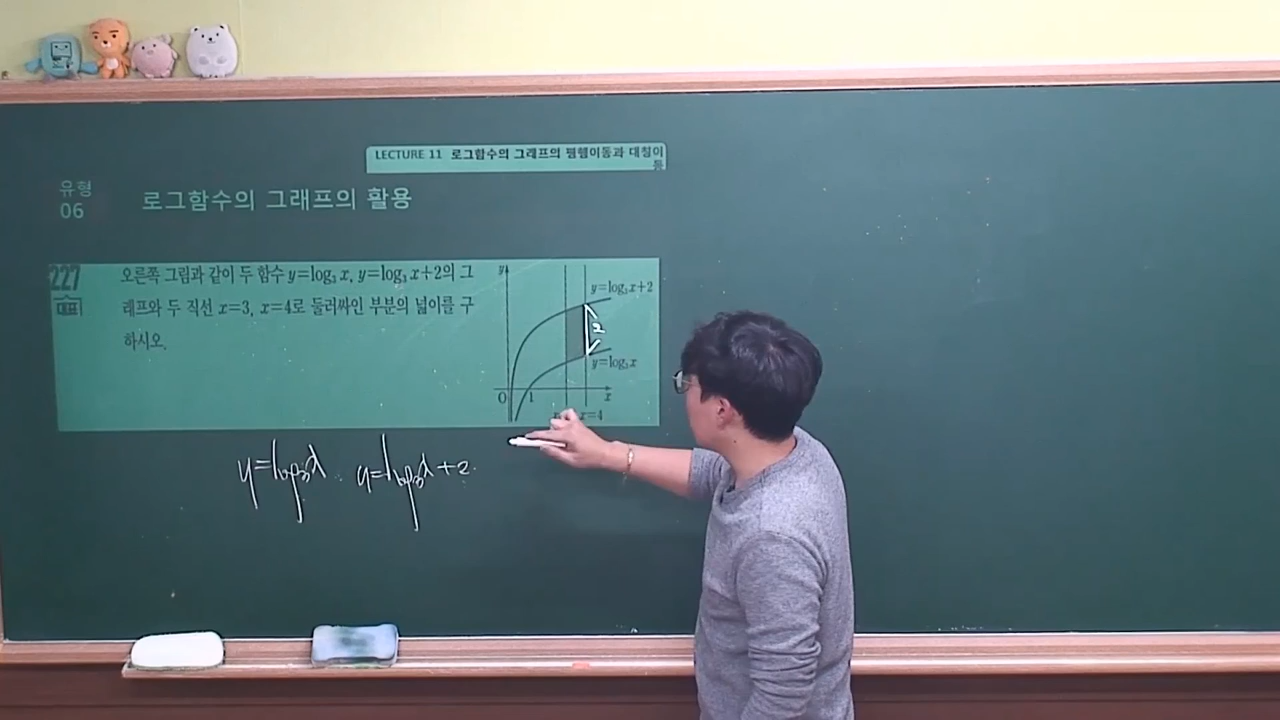 LECTURE 11 로그함수의 그래프의 평행이동과 대칭이
동
유형
06
로그함수의 그래프의 활용
227
대표
오른쪽 그림과 같이 두 함수 y=log₃x, y=log₃x+2의 그
래프와 두 직선 x=3, x=4로 둘러싸인 부분의 넓이를 구
하시오.
y
y=log₃x+2
2
y=log₃x
O 1 x
x=4
y=log₃x y=log₃x+2